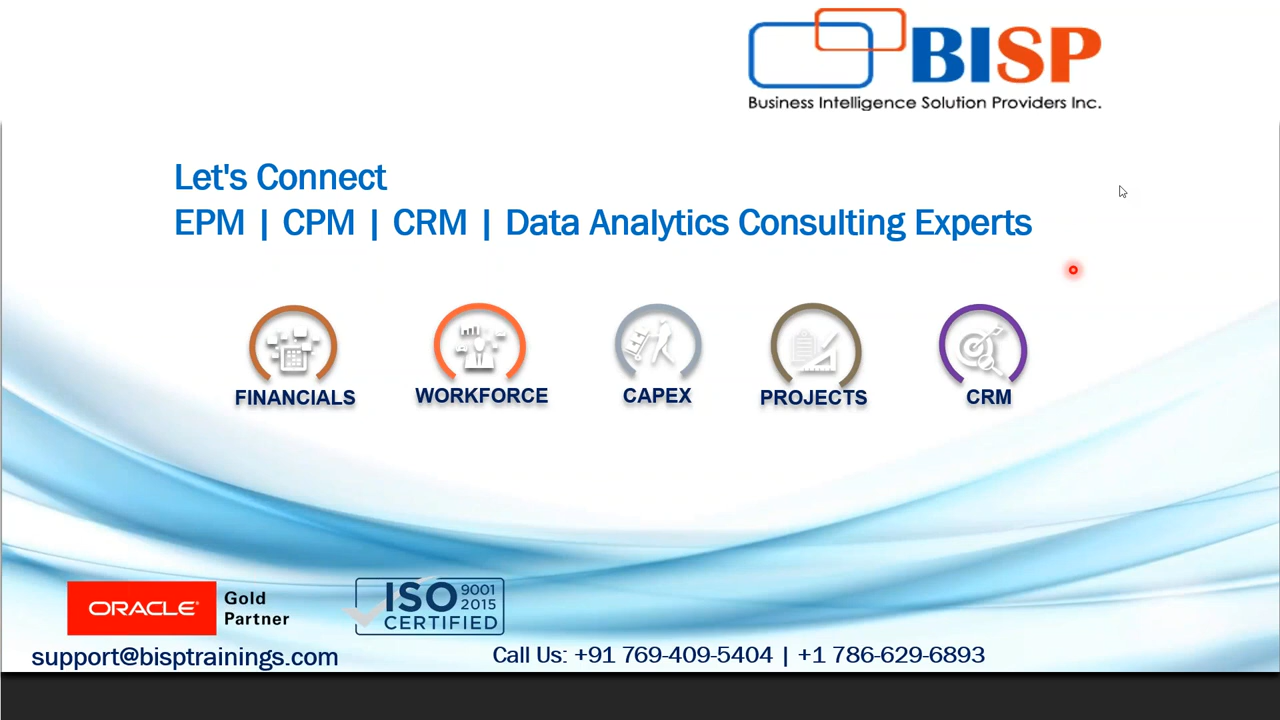 BISP
Business Intelligence Solution Providers Inc.
Let's Connect
EPM | CPM | CRM | Data Analytics Consulting Experts
FINANCIALS
WORKFORCE
CAPEX
PROJECTS
CRM
ORACLE®
Gold
Partner
ISO 9001
2015
CERTIFIED
support@bisptrainings.com
Call Us: +91 769-409-5404 | +1 786-629-6893